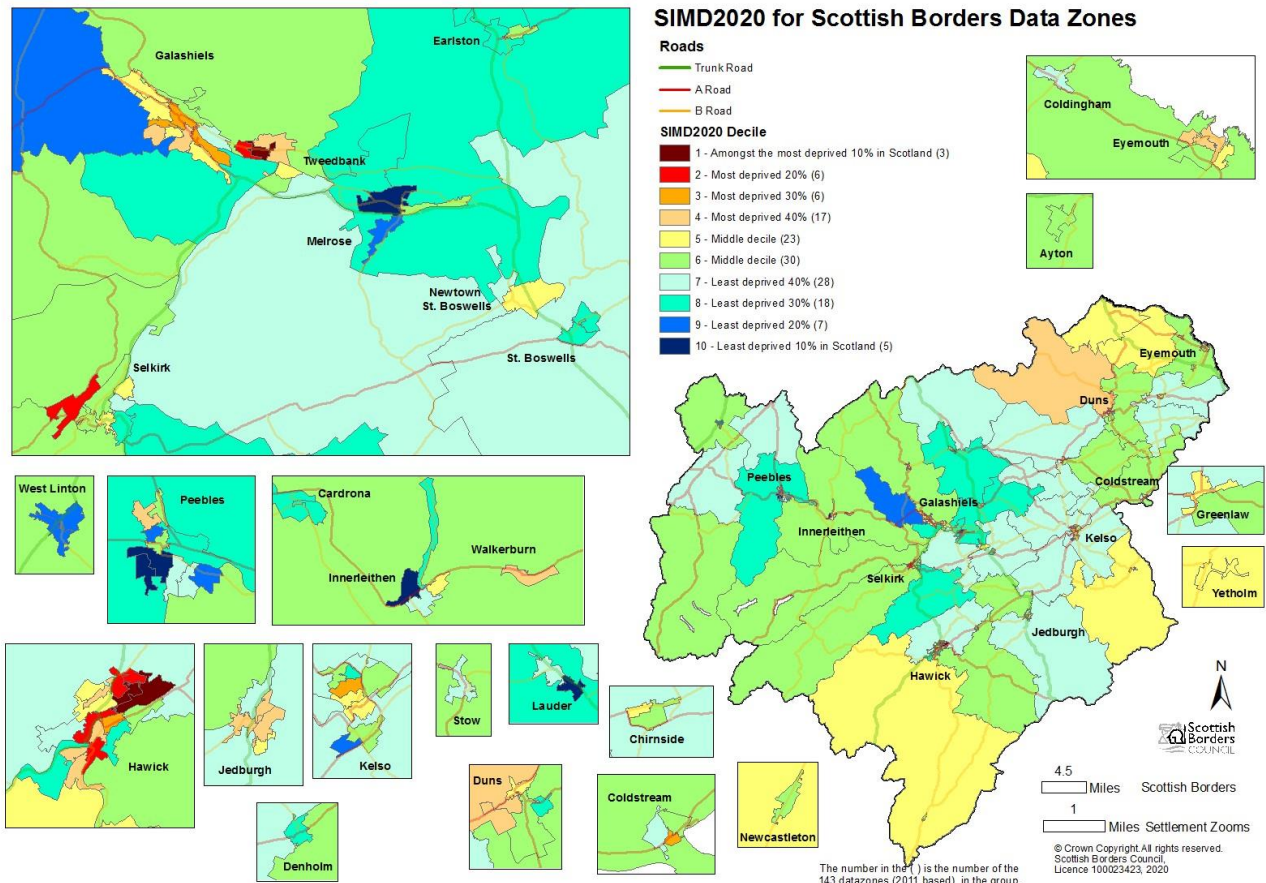 SIMD2020 for Scottish Borders Data Zones
Roads
Trunk Road
A Road
B Road
SIMD2020 Decile
1 - Amongst the most deprived 10% in Scotland (3)
2 - Most deprived 20% (6)
3 - Most deprived 30% (6)
4 - Most deprived 40% (17)
5 - Middle decile (23)
6 - Middle decile (30)
7 - Least deprived 40% (28)
8 - Least deprived 30% (18)
9 - Least deprived 20% (7)
10 - Least deprived 10% in Scotland (5)
Galashiels
Earlston
Tweedbank
Melrose
Newtown
St. Boswells
St. Boswells
Selkirk
Coldingham
Eyemouth
Ayton
West Linton
Peebles
Cardrona
Walkerburn
Innerleithen
Eyemouth
Duns
Peebles
Coldstream
Galashiels
Innerleithen
Kelso
Selkirk
Jedburgh
Hawick
Greenlaw
Yetholm
Hawick
Jedburgh
Kelso
Stow
Lauder
Chirnside
Denholm
Duns
Coldstream
Newcastleton
N
Scottish
Borders
COUNCIL
4.5
Miles Scottish Borders
1
Miles Settlement Zooms
© Crown Copyright. All rights reserved.
Scottish Borders Council,
Licence 100023423, 2020
The number in the ( ) is the number of the
143 datazones (2011 based), in the group